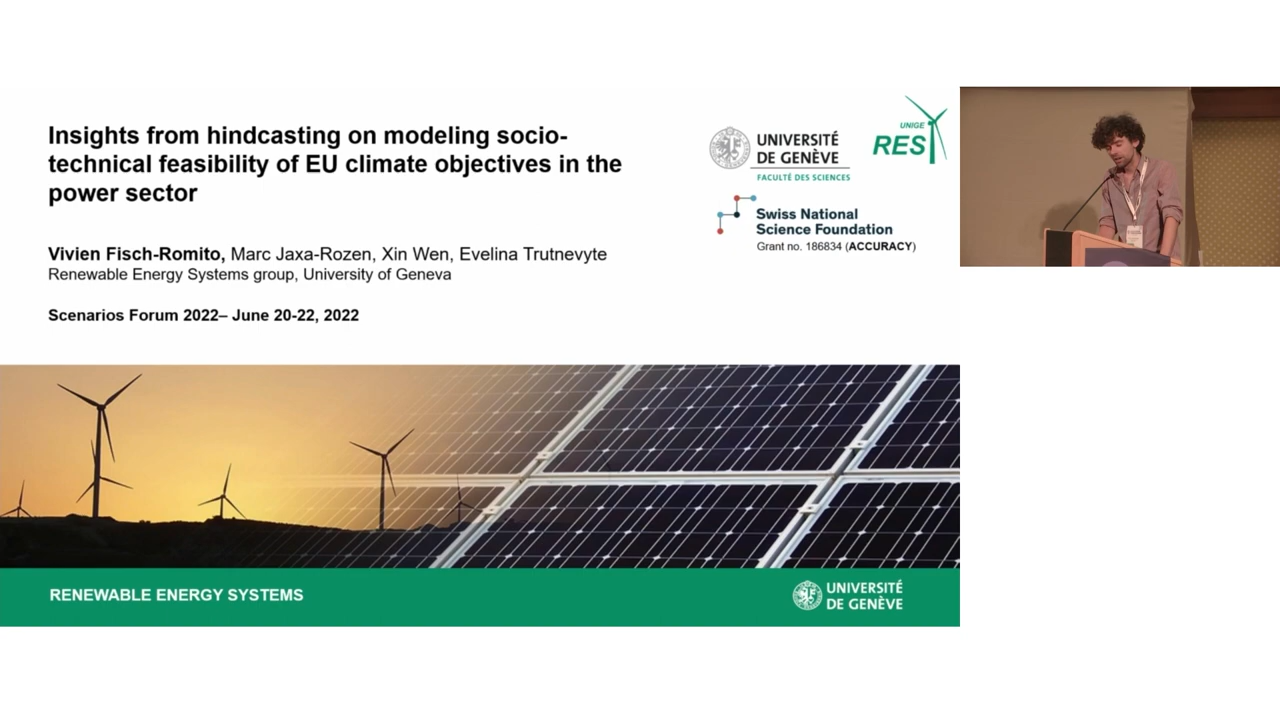 Insights from hindcasting on modeling socio-
technical feasibility of EU climate objectives in the
power sector
Vivien Fisch-Romito, Marc Jaxa-Rozen, Xin Wen, Evelina Trutnevyte
Renewable Energy Systems group, University of Geneva
Scenarios Forum 2022– June 20-22, 2022
UNIVERSITÉ
DE GENÈVE
FACULTÉ DES SCIENCES
UNIGE
RES
Swiss National
Science Foundation
Grant no. 186834 (ACCURACY)
RENEWABLE ENERGY SYSTEMS
UNIVERSITÉ
DE GENÈVE